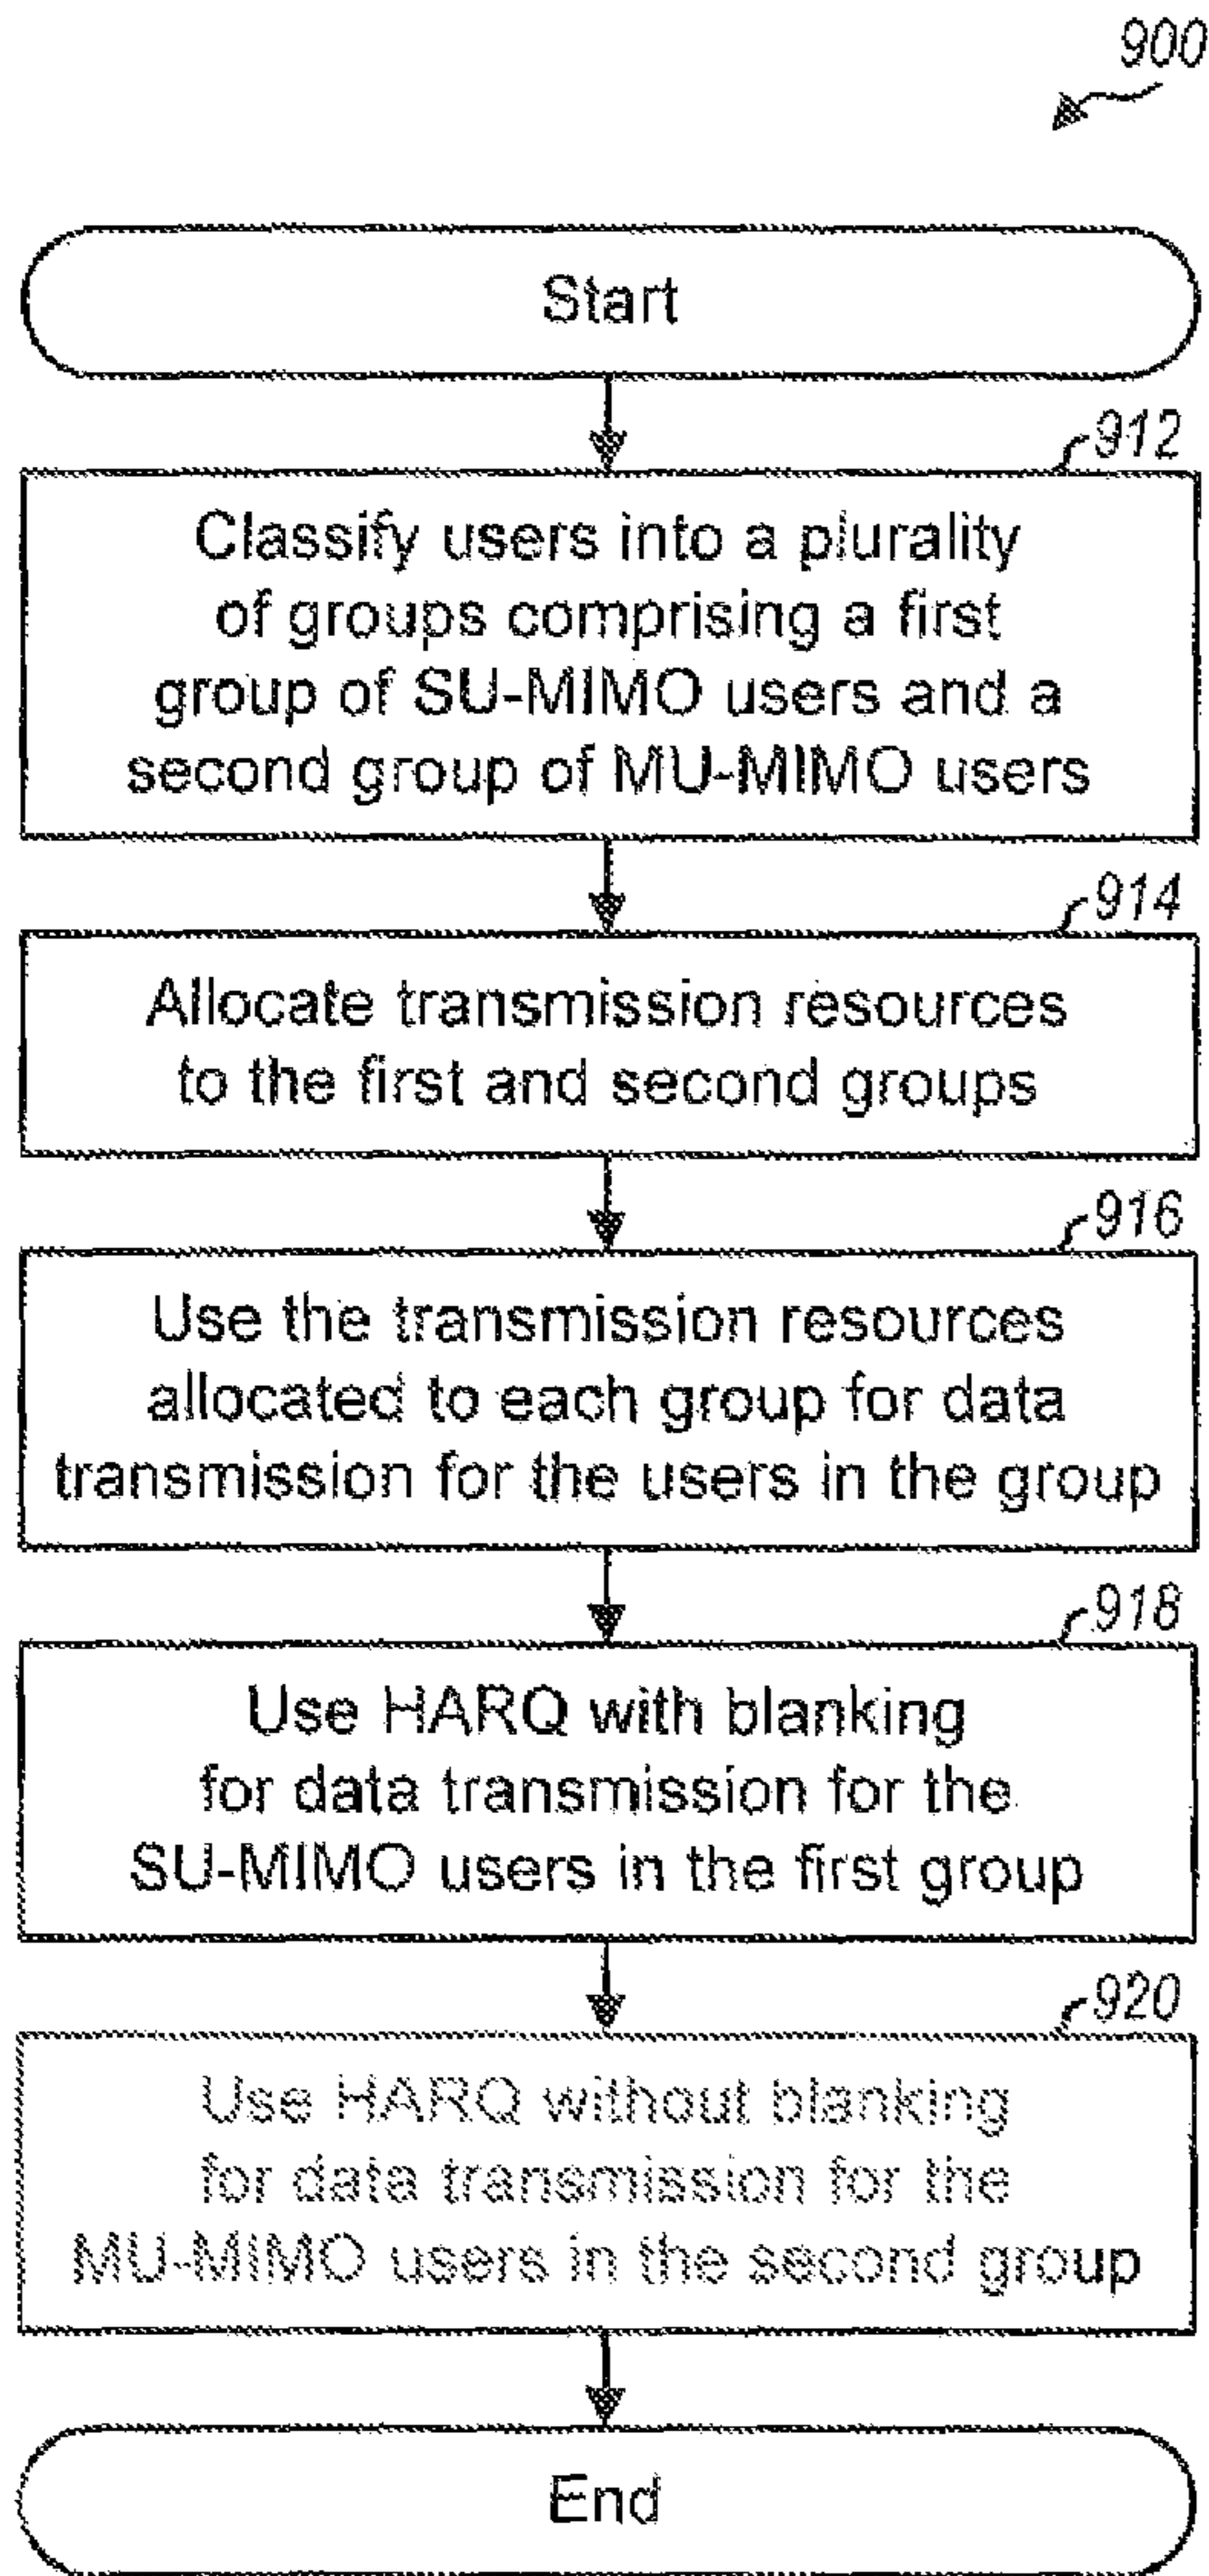 900
Start
912
Classify users into a plurality
of groups comprising a first
group of SU-MIMO users and a
second group of MU-MIMO users
914
Allocate transmission resources
to the first and second groups
916
Use the transmission resources
allocated to each group for data
transmission for the users in the group
918
Use HARQ with blanking
for data transmission for the
SU-MIMO users in the first group
920
Use HARQ without blanking
for data transmission for the
MU-MIMO users in the second group
End